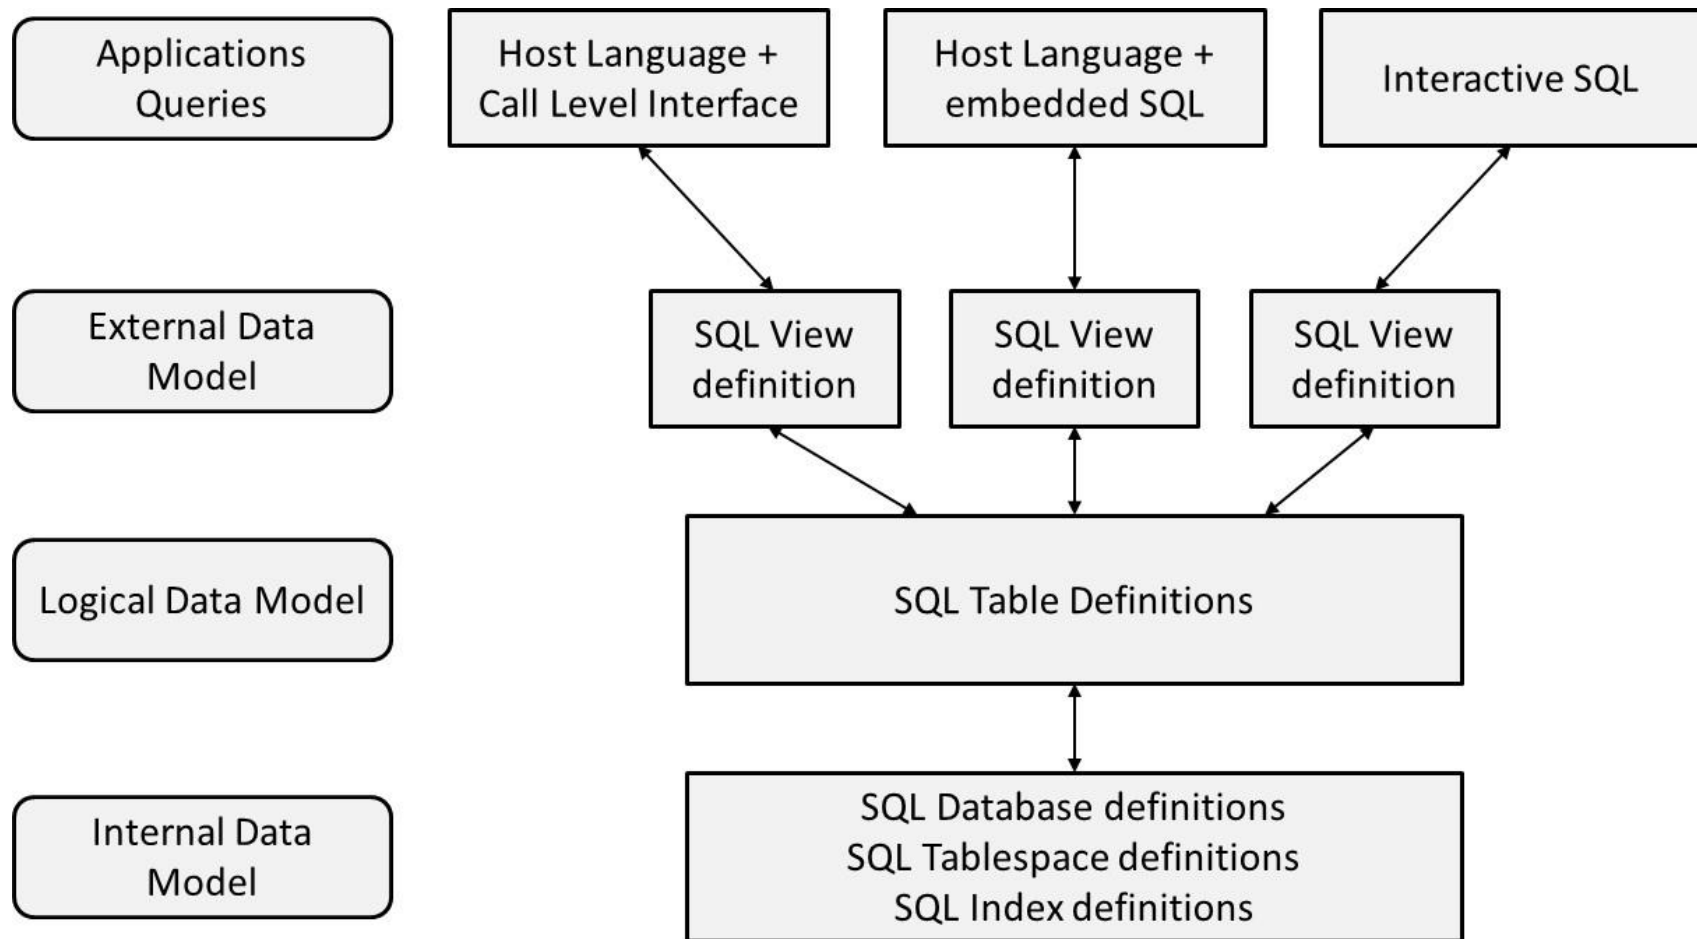 Applications
Queries
Host Language +
Call Level Interface
Host Language +
embedded SQL
Interactive SQL
External Data
Model
SQL View
definition
SQL View
definition
SQL View
definition
Logical Data Model
SQL Table Definitions
Internal Data
Model
SQL Database definitions
SQL Tablespace definitions
SQL Index definitions